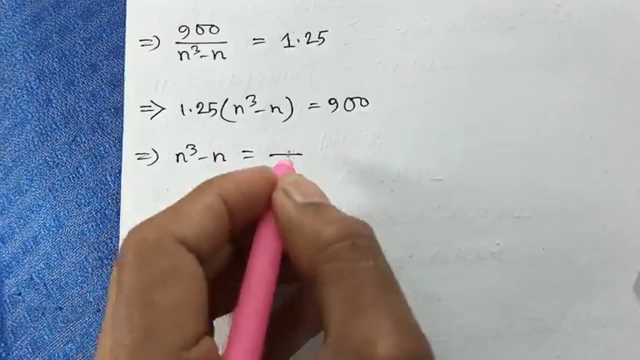 => 900/(n³-n) = 1.25
=> 1.25(n³-n) = 900
=> n³-n =